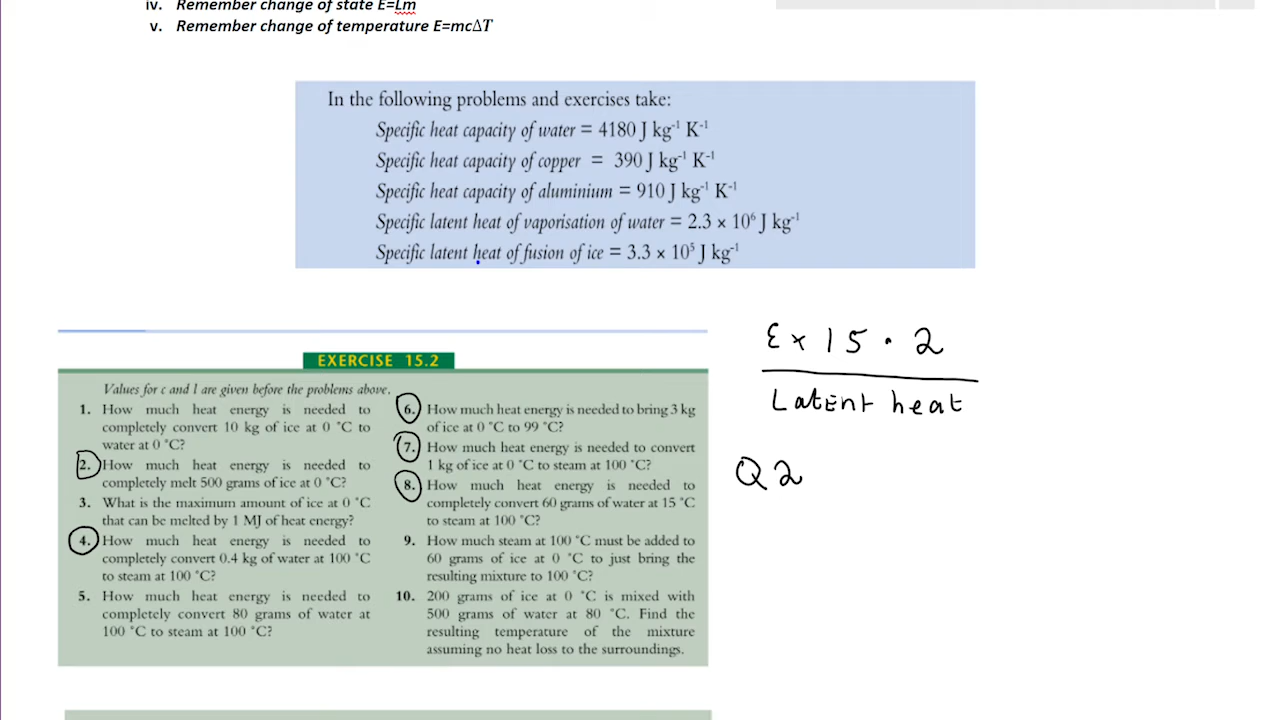 iv. Remember change of state E=Lm
v. Remember change of temperature E=mcΔT
In the following problems and exercises take:
Specific heat capacity of water = 4180 J kg⁻¹ K⁻¹
Specific heat capacity of copper = 390 J kg⁻¹ K⁻¹
Specific heat capacity of aluminium = 910 J kg⁻¹ K⁻¹
Specific latent heat of vaporisation of water = 2.3 × 10⁶ J kg⁻¹
Specific latent heat of fusion of ice = 3.3 × 10⁵ J kg⁻¹
EXERCISE 15.2
Values for c and l are given before the problems above.
1. How much heat energy is needed to
completely convert 10 kg of ice at 0 °C to
water at 0 °C?
2. How much heat energy is needed to
completely melt 500 grams of ice at 0 °C?
3. What is the maximum amount of ice at 0 °C
that can be melted by 1 MJ of heat energy?
4. How much heat energy is needed to
completely convert 0.4 kg of water at 100 °C
to steam at 100 °C?
5. How much heat energy is needed to
completely convert 80 grams of water at
100 °C to steam at 100 °C?
6. How much heat energy is needed to bring 3 kg
of ice at 0 °C to 99 °C?
7. How much heat energy is needed to convert
1 kg of ice at 0 °C to steam at 100 °C?
8. How much heat energy is needed to
completely convert 60 grams of water at 15 °C
to steam at 100 °C?
9. How much steam at 100 °C must be added to
60 grams of ice at 0 °C to just bring the
resulting mixture to 100 °C?
10. 200 grams of ice at 0 °C is mixed with
500 grams of water at 80 °C. Find the
resulting temperature of the mixture
assuming no heat loss to the surroundings.
Ex 15.2
Latent heat
Q2